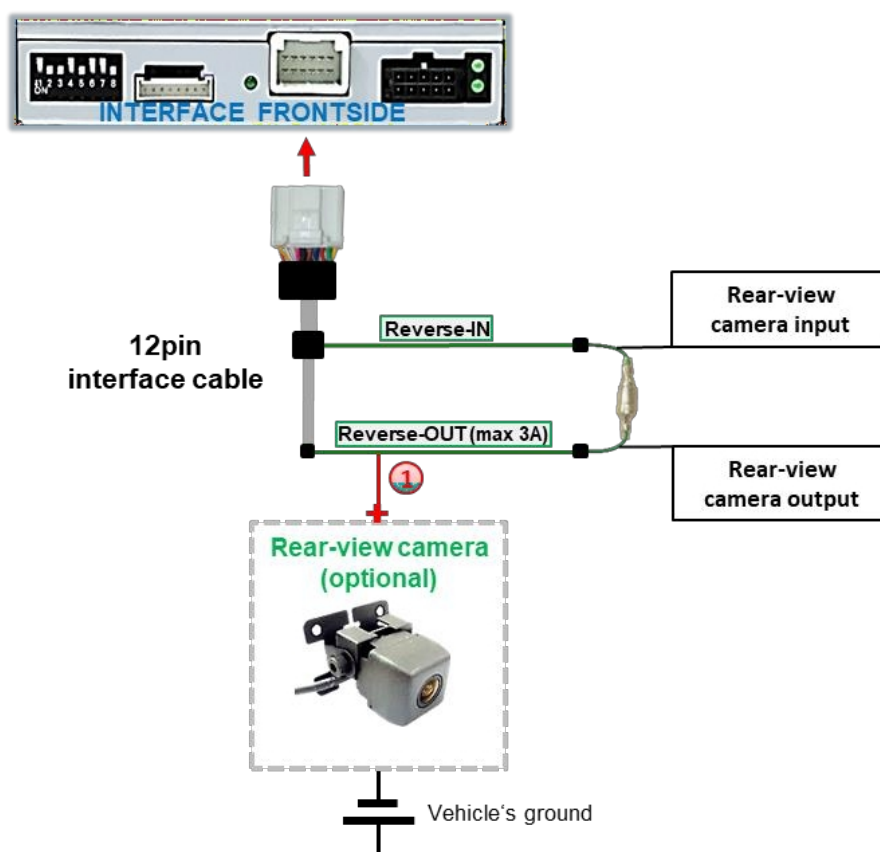 1 2 3 4 5 6 7 8
ON
INTERFACE FRONTSIDE
Reverse-IN
Rear-view
camera input
12pin
interface cable
Reverse-OUT (max 3A)
Rear-view
camera output
1
+
Rear-view camera
(optional)
Vehicle‘s ground